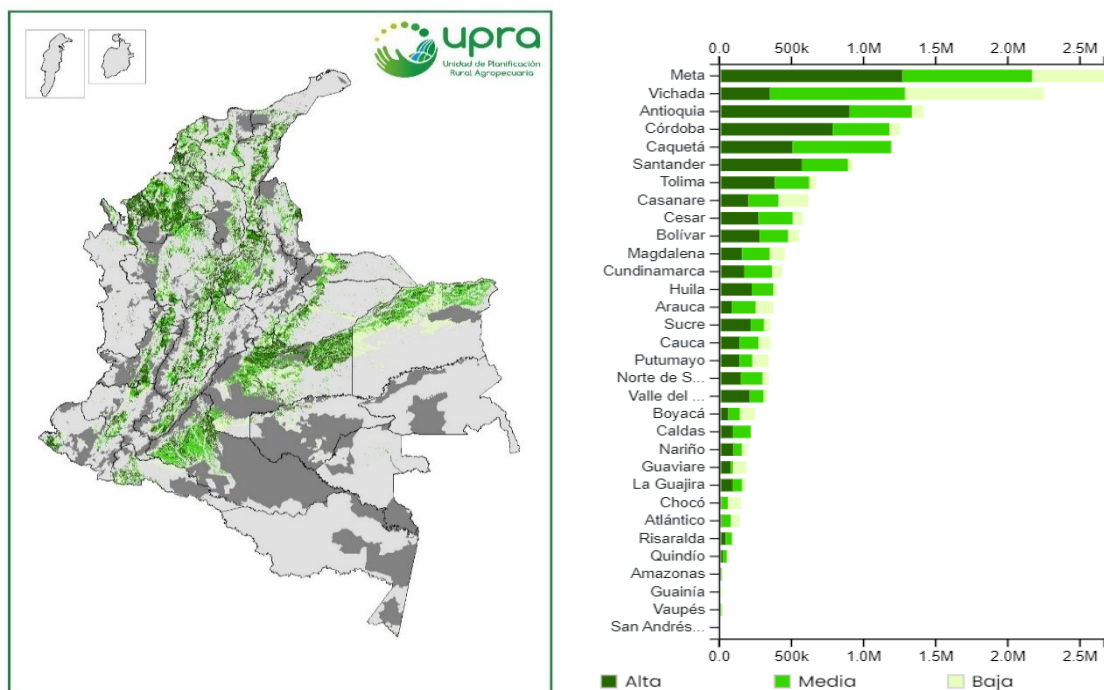 upra
Unidad de Planificación
Rural Agropecuaria
0.0 500k 1.0M 1.5M 2.0M 2.5M
Meta
Vichada
Antioquia
Córdoba
Caquetá
Santander
Tolima
Casanare
Cesar
Bolívar
Magdalena
Cundinamarca
Huila
Arauca
Sucre
Cauca
Putumayo
Norte de S...
Valle del ...
Boyacá
Caldas
Nariño
Guaviare
La Guajira
Chocó
Atlántico
Risaralda
Quindío
Amazonas
Guainía
Vaupés
San Andrés...
0.0 500k 1.0M 1.5M 2.0M 2.5M
Alta Media Baja